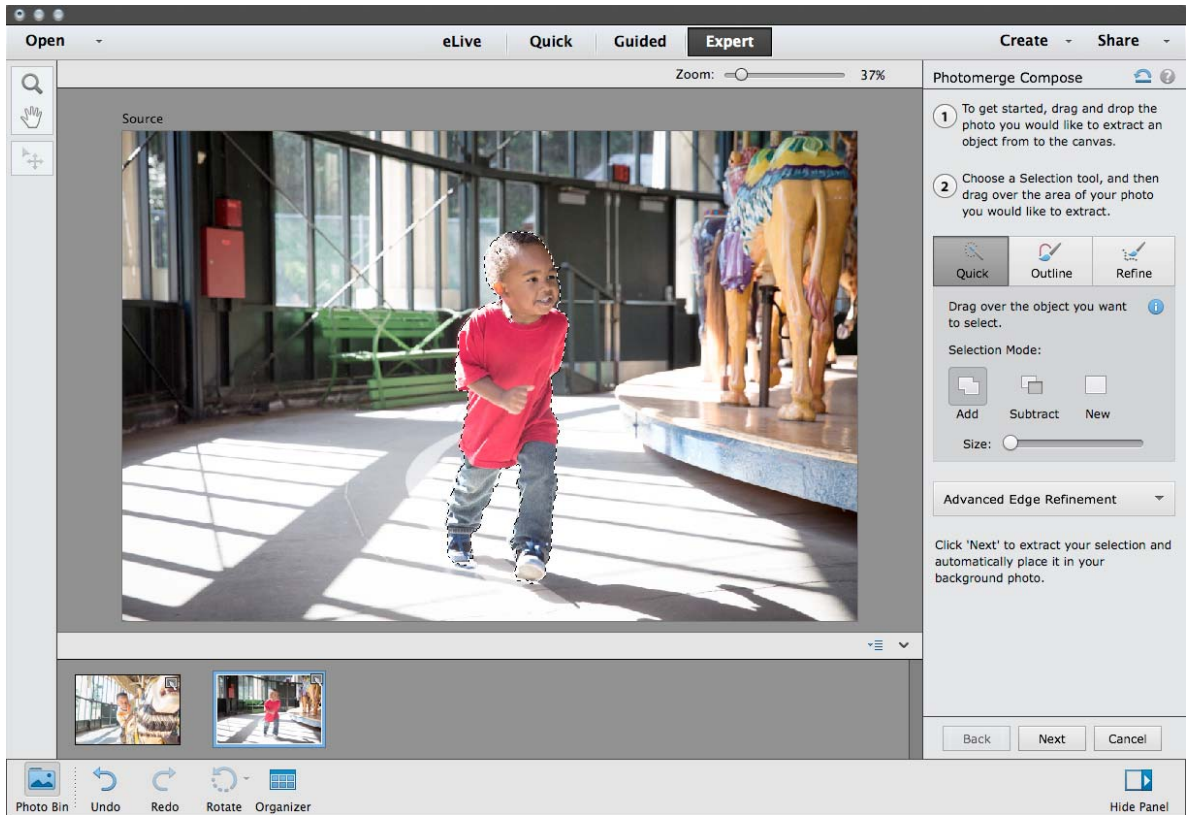 Open
eLive Quick Guided Expert
Create Share
Zoom: 37%
Source
Photomerge Compose
?
1 To get started, drag and drop the
photo you would like to extract an
object from to the canvas.
2 Choose a Selection tool, and then
drag over the area of your photo
you would like to extract.
Quick Outline Refine
Drag over the object you want
to select.
i
Selection Mode:
Add Subtract New
Size:
Advanced Edge Refinement
Click 'Next' to extract your selection and
automatically place it in your
background photo.
Back Next Cancel
Photo Bin Undo Redo Rotate Organizer
Hide Panel